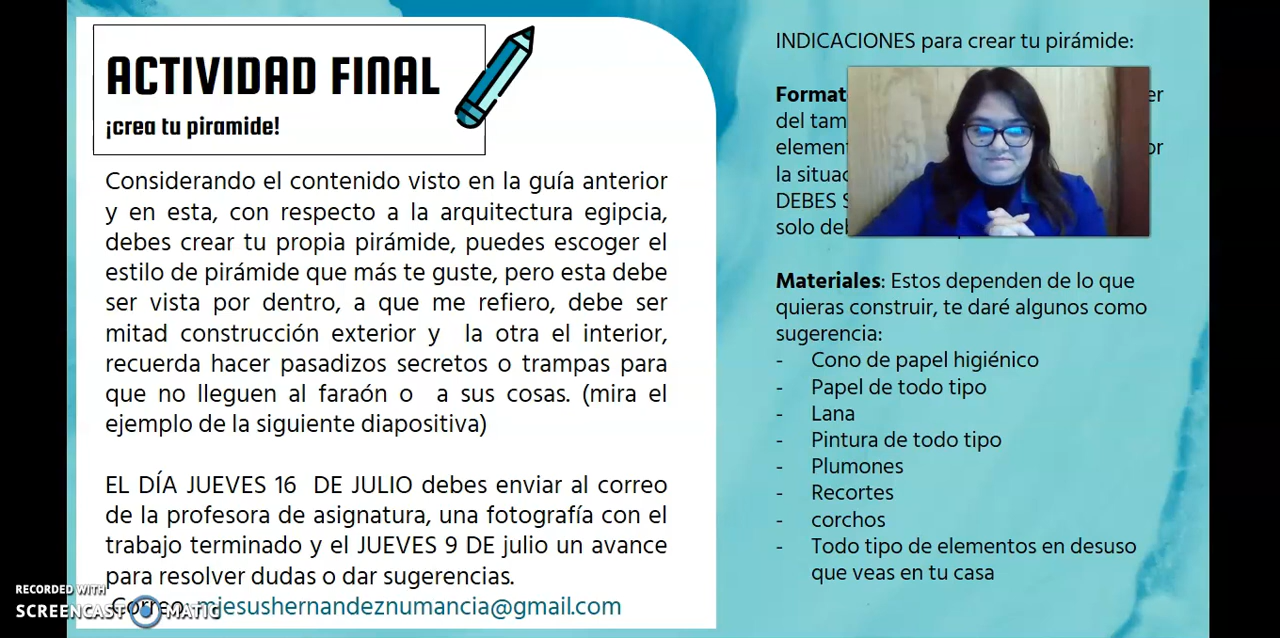 ACTIVIDAD FINAL
¡crea tu piramide!
Considerando el contenido visto en la guía anterior
y en esta, con respecto a la arquitectura egipcia,
debes crear tu propia pirámide, puedes escoger el
estilo de pirámide que más te guste, pero esta debe
ser vista por dentro, a que me refiero, debe ser
mitad construcción exterior y la otra el interior,
recuerda hacer pasadizos secretos o trampas para
que no lleguen al faraón o a sus cosas. (mira el
ejemplo de la siguiente diapositiva)
EL DÍA JUEVES 16 DE JULIO debes enviar al correo
de la profesora de asignatura, una fotografía con el
trabajo terminado y el JUEVES 9 DE julio un avance
para resolver dudas o dar sugerencias.
Correo: mjesushernandeznumancia@gmail.com
RECORDED WITH
SCREENCAST MATIC
INDICACIONES para crear tu pirámide:
del
la
DEBES
solo
Materiales: Estos dependen de lo que
quieras construir, te daré algunos como
sugerencia:
- Cono de papel higiénico
- Papel de todo tipo
- Lana
- Pintura de todo tipo
- Plumones
- Recortes
- corchos
- Todo tipo de elementos en desuso
que veas en tu casa